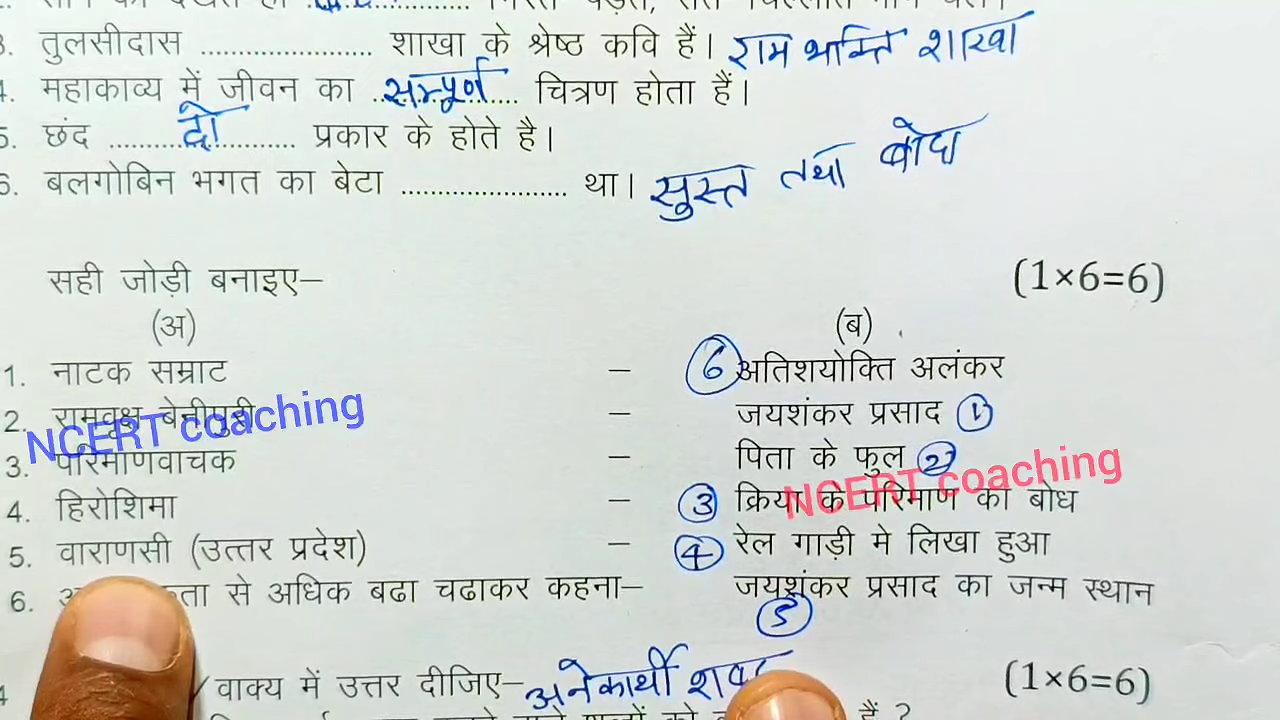 3. तुलसीदास ...................... शाखा के श्रेष्ठ कवि हैं। राम भक्ति शाखा
4. महाकाव्य में जीवन का सम्पूर्ण चित्रण होता हैं।
5. छंद दो प्रकार के होते है।
6. बलगोबिन भगत का बेटा ...................... था। सुस्त तथा बोदा
सही जोड़ी बनाइए– (1×6=6)
(अ) (ब)
1. नाटक सम्राट – 6 अतिशयोक्ति अलंकर
2. रामवृक्ष बेनीपुरी – जयशंकर प्रसाद 1
NCERT coaching
3. परिमाणवाचक – पिता के फुल 2
NCERT coaching
4. हिरोशिमा – 3 क्रिया के परिमाण का बोध
5. वाराणसी (उत्तर प्रदेश) – 4 रेल गाड़ी मे लिखा हुआ
6. से अधिक बढा चढाकर कहना– जयशंकर प्रसाद का जन्म स्थान
5
वाक्य में उत्तर दीजिए– अनेकार्थी (1×6=6)